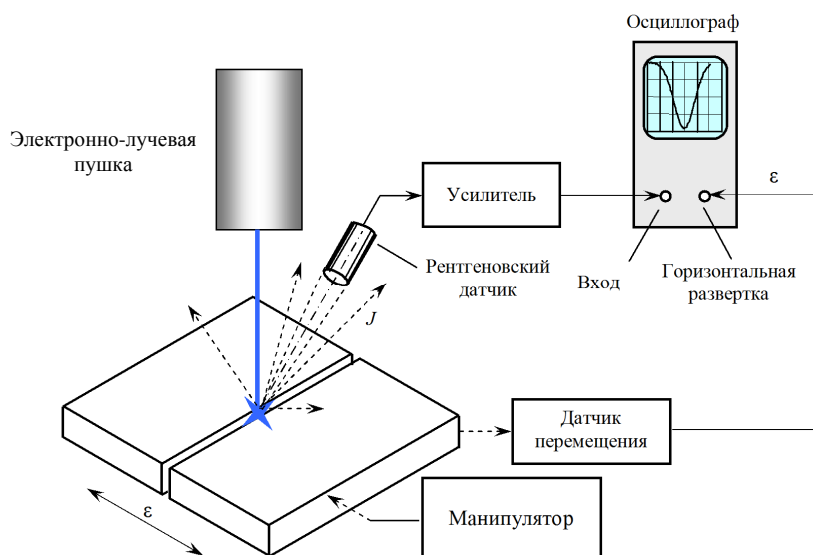 Осциллограф
Электронно-лучевая
пушка
ε
Усилитель
Рентгеновский
датчик
Вход
Горизонтальная
развертка
J
Датчик
перемещения
ε
Манипулятор